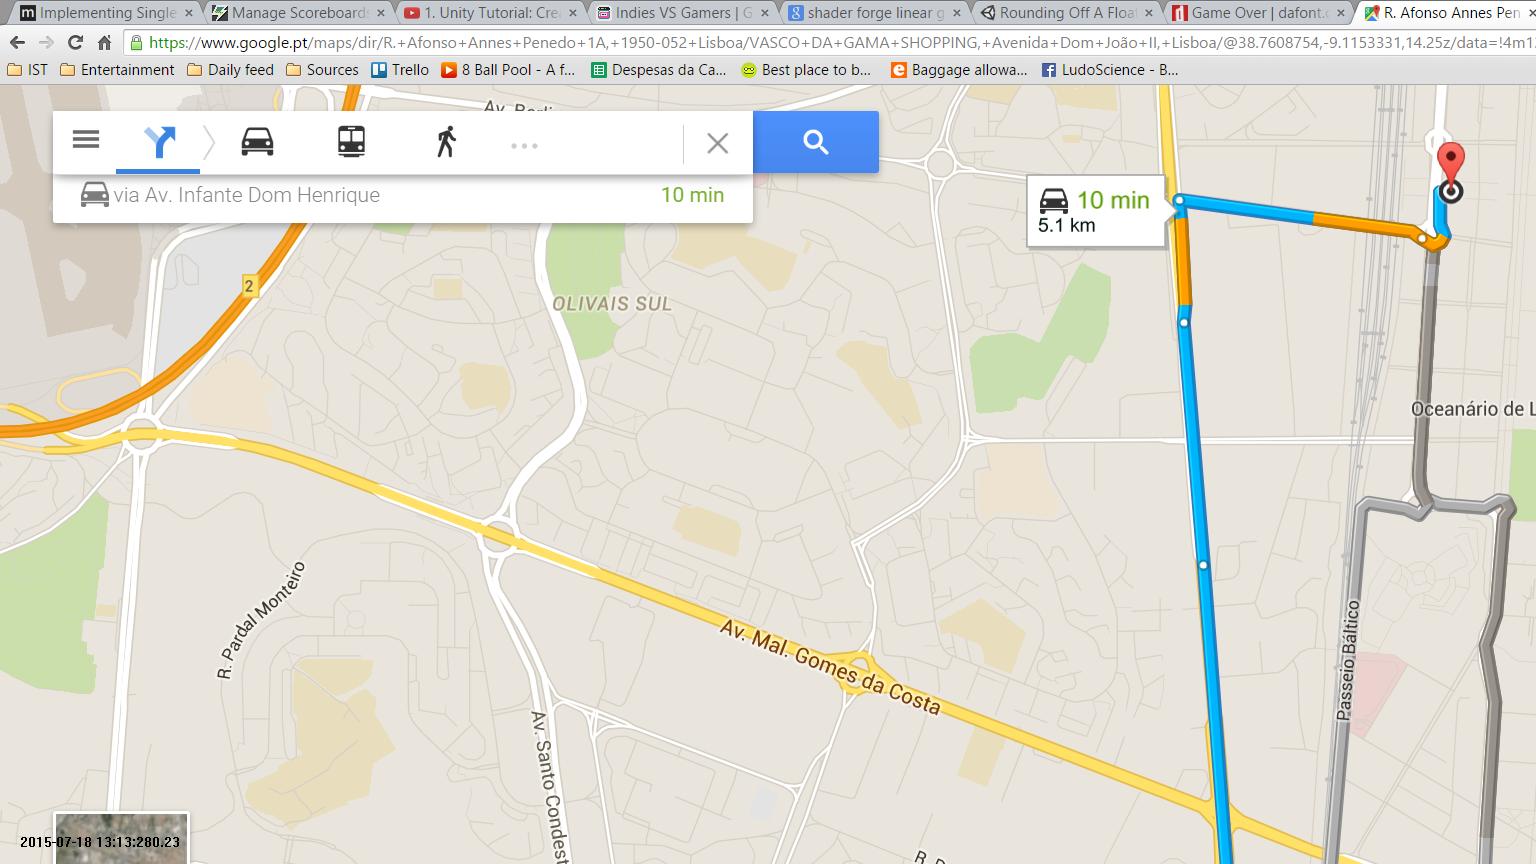 Implementing Single
Manage Scoreboard
1. Unity Tutorial: Cre
Indies VS Gamers | G
shader forge linear g
Rounding Off A Floa
Game Over | dafont.c
R. Afonso Annes Pen
https://www.google.pt/maps/dir/R.+Afonso+Annes+Penedo+1A,+1950-052+Lisboa/VASCO+DA+GAMA+SHOPPING,+Avenida+Dom+João+II,+Lisboa/@38.7608754,-9.1153331,14.25z/data=!4m1
IST
Entertainment
Daily feed
Sources
Trello
8 Ball Pool - A f...
Despesas da Ca...
Best place to b...
Baggage allowa...
LudoScience - B...
via Av. Infante Dom Henrique 10 min
10 min
5.1 km
2
OLIVAIS SUL
Oceanário de L
R. Pardal Monteiro
Av. Mal. Gomes da Costa
Passeio Báltico
Av. Santo Condest
2015-07-18 13:13:280.23